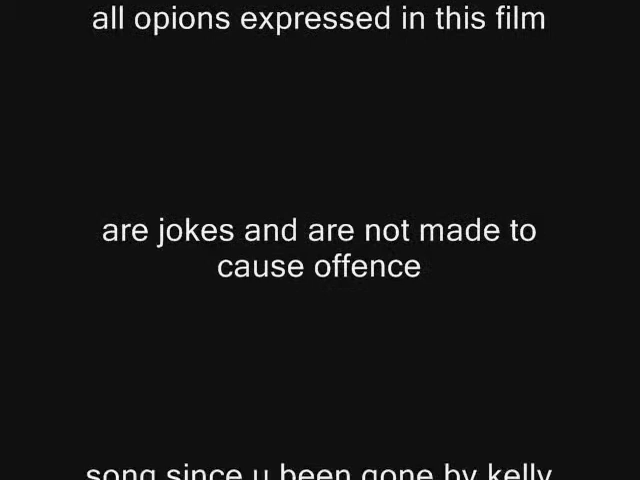 all opions expressed in this film
are jokes and are not made to
cause offence
song since u been gone by kelly